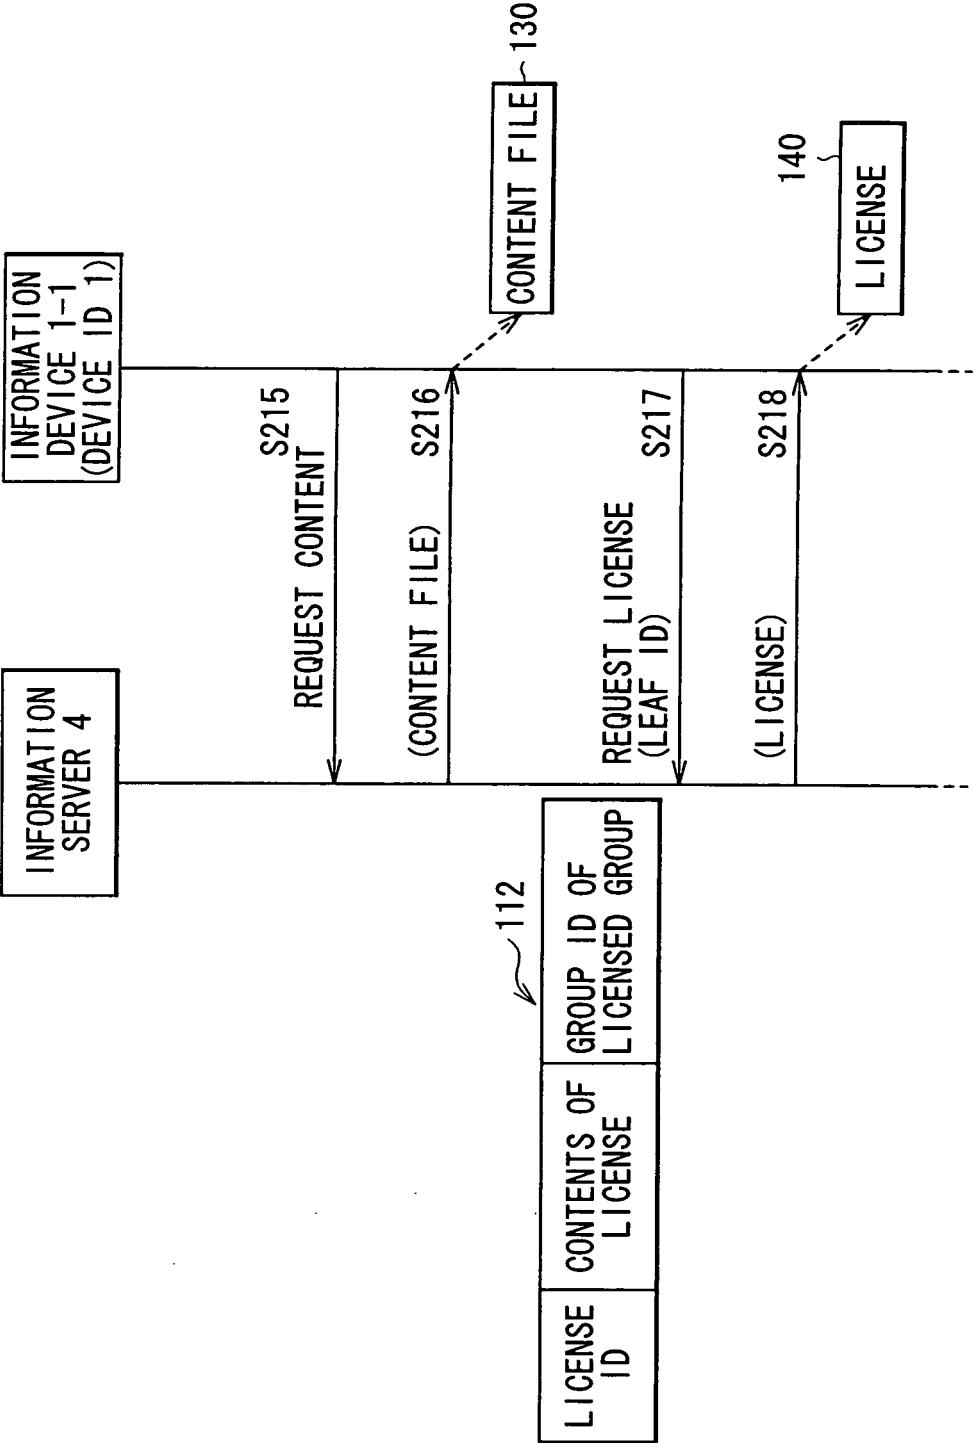 INFORMATION
SERVER 4
INFORMATION
DEVICE 1-1
(DEVICE ID 1)
S215
REQUEST CONTENT
(CONTENT FILE)
S216
CONTENT FILE
130
112
LICENSE
ID
CONTENTS OF
LICENSE
GROUP ID OF
LICENSED GROUP
REQUEST LICENSE
(LEAF ID)
S217
(LICENSE)
S218
140
LICENSE